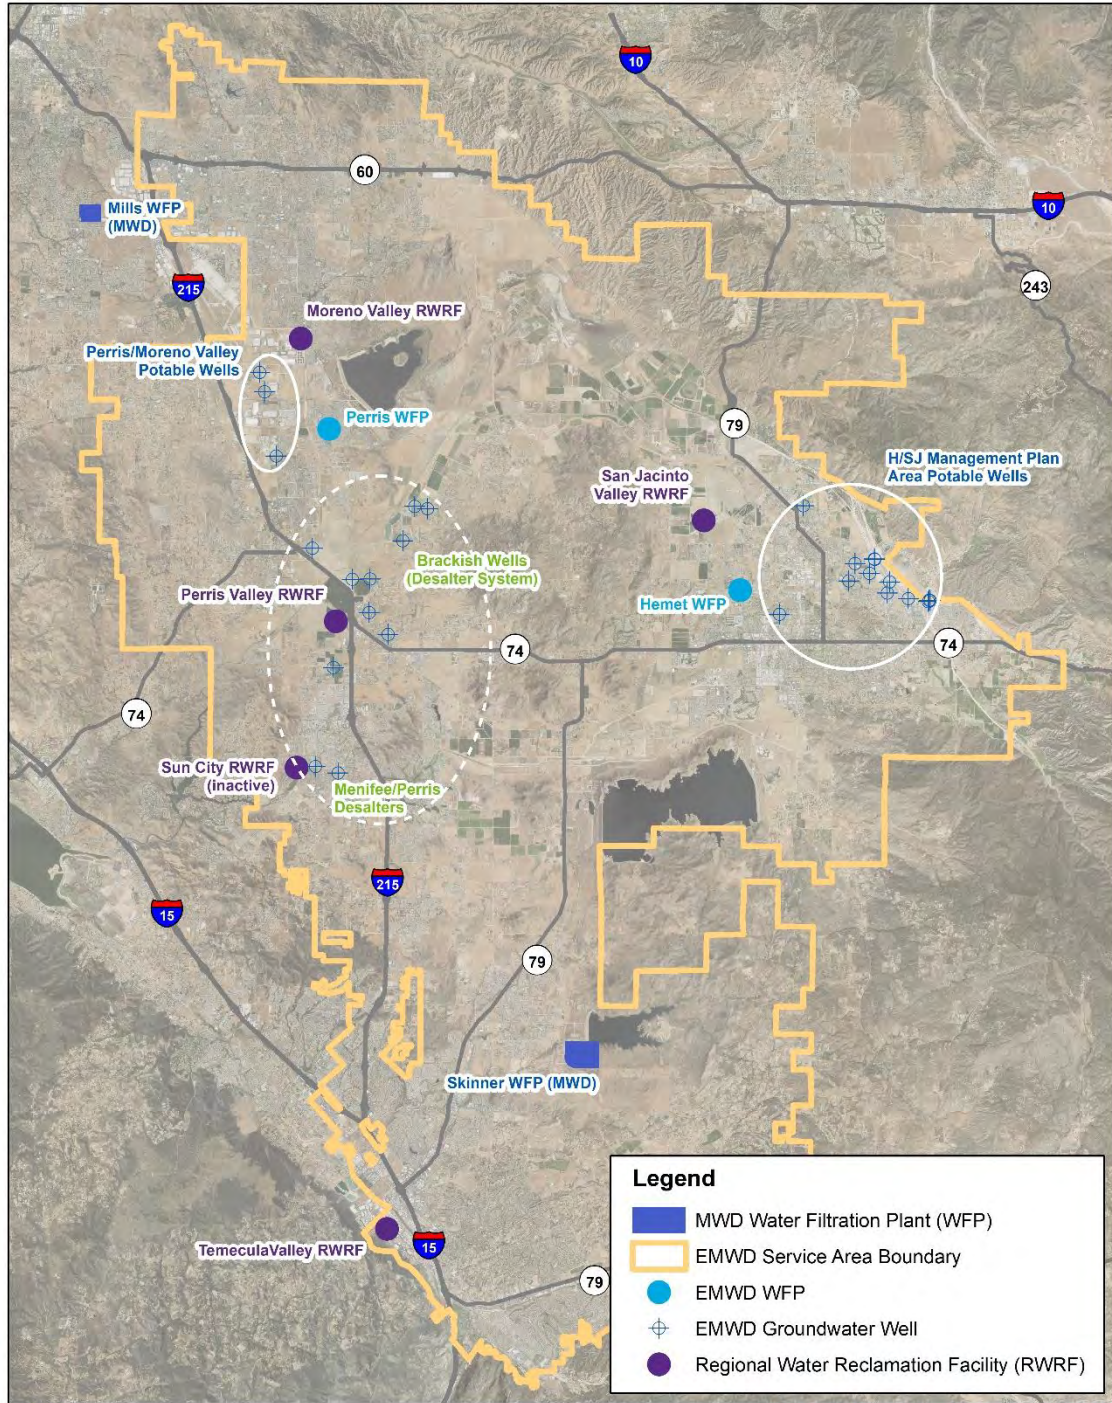 10
60
Mills WFP
(MWD)
10
215
243
Moreno Valley RWRF
Perris/Moreno Valley
Potable Wells
Perris WFP
79
H/SJ Management Plan
Area Potable Wells
San Jacinto
Valley RWRF
Brackish Wells
(Desalter System)
Perris Valley RWRF
Hemet WFP
74
74
74
Sun City RWRF
(inactive)
Menifee/Perris
Desalters
215
15
79
Skinner WFP (MWD)
TemeculaValley RWRF
15
79
Legend
MWD Water Filtration Plant (WFP)
EMWD Service Area Boundary
EMWD WFP
EMWD Groundwater Well
Regional Water Reclamation Facility (RWRF)